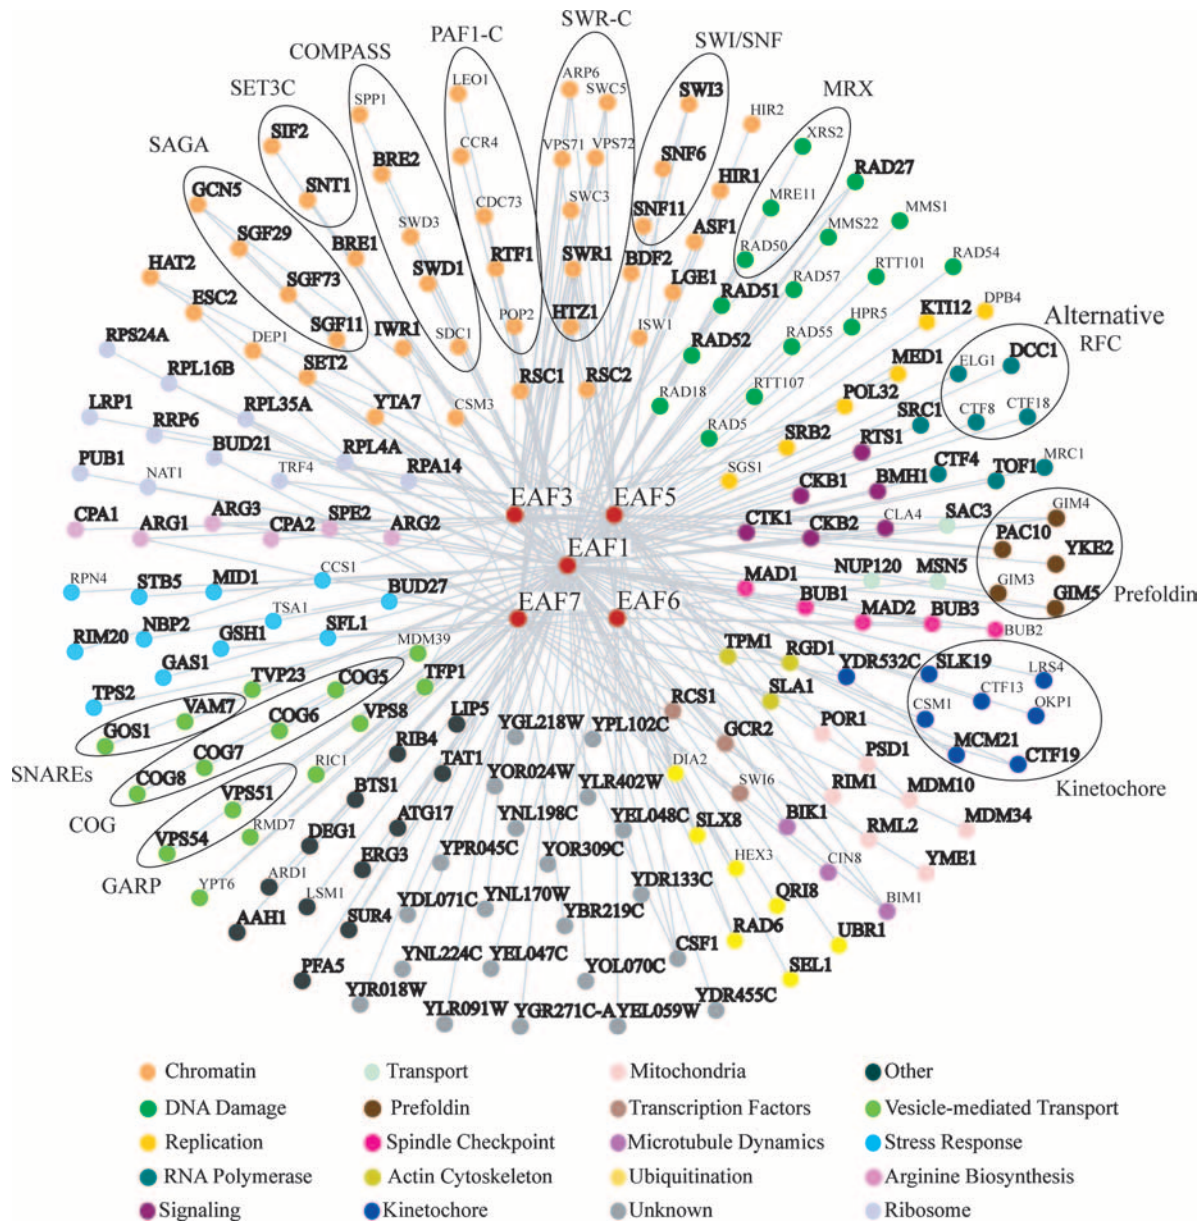 SWR-C
PAF1-C
SWI/SNF
COMPASS
MRX
SET3C
SAGA
LEO1
ARP6
SWC5
SPP1
SWI3
HIR2
XRS2
SIF2
CCR4
VPS71
VPS72
BRE2
SNF6
HIR1
RAD27
GCN5
SNT1
MRE11
MMS1
CDC73
SWC3
SNF11
ASF1
MMS22
SGF29
BRE1
SWD3
RAD50
RAD54
HAT2
RTF1
SWR1
BDF2
RAD57
RTT101
SGF73
SWD1
LGE1
RAD51
KTI12
DPB4
ESC2
HTZ1
HPR5
Alternative
RFC
SGF11
IWR1
SDC1
POP2
ISW1
RAD55
RPS24A
DEP1
RAD52
MED1
ELG1
DCC1
RPL16B
SET2
RSC1
RSC2
RAD18
RTT107
POL32
LRP1
RRP6
RPL35A
YTA7
CSM3
RAD5
SRC1
CTF8
CTF18
SRB2
RTS1
PUB1
NAT1
BUD21
TRF4
RPL4A
RPA14
SGS1
CKB1
BMH1
CTF4
TOF1
MRC1
CPA1
ARG1
ARG3
CPA2
SPE2
ARG2
EAF3
EAF5
CTK1
CKB2
CLA4
SAC3
GIM4
PAC10
YKE2
EAF1
RPN4
STB5
MID1
CCS1
BUD27
MAD1
NUP120
MSN5
GIM3
GIM5
Prefoldin
EAF7
EAF6
BUB1
MAD2
BUB3
BUB2
RIM20
NBP2
GSH1
TSA1
SFL1
GAS1
MDM39
TPM1
RGD1
YDR532C
SLK19
LRS4
TPS2
TVP23
COG5
TFP1
RCS1
SLA1
CSM1
CTF13
OKP1
GOS1
VAM7
COG6
VPS8
LIP5
YGL218W
YPL102C
GCR2
POR1
PSD1
MCM21
CTF19
SNAREs
COG7
COG8
RIC1
RIB4
TAT1
YOR024W
YLR402W
DIA2
SWI6
RIM1
MDM10
Kinetochore
COG
VPS51
BTS1
ATG17
YNL198C
YEL048C
SLX8
BIK1
RML2
MDM34
VPS54
RMD7
DEG1
ERG3
YPR045C
YOR309C
HEX3
CIN8
YME1
GARP
YPT6
ARD1
LSM1
YDL071C
YNL170W
YDR133C
QRI8
BIM1
AAH1
SUR4
YBR219C
RAD6
UBR1
PFA5
YNL224C
YEL047C
YOL070C
CSF1
SEL1
YJR018W
YLR091W
YGR271C-A
YEL059W
YDR455C
Chromatin
Transport
Mitochondria
Other
DNA Damage
Prefoldin
Transcription Factors
Vesicle-mediated Transport
Replication
Spindle Checkpoint
Microtubule Dynamics
Stress Response
RNA Polymerase
Actin Cytoskeleton
Ubiquitination
Arginine Biosynthesis
Signaling
Kinetochore
Unknown
Ribosome